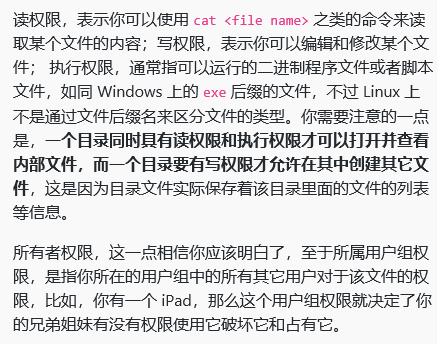 读权限，表示你可以使用 cat <file name> 之类的命令来读
取某个文件的内容；写权限，表示你可以编辑和修改某个文
件； 执行权限，通常指可以运行的二进制程序文件或者脚本
文件，如同 Windows 上的 exe 后缀的文件，不过 Linux 上
不是通过文件后缀名来区分文件的类型。你需要注意的一点
是，一个目录同时具有读权限和执行权限才可以打开并查看
内部文件，而一个目录要有写权限才允许在其中创建其它文
件，这是因为目录文件实际保存着该目录里面的文件的列表
等信息。
所有者权限，这一点相信你应该明白了，至于所属用户组权
限，是指你所在的用户组中的所有其它用户对于该文件的权
限，比如，你有一个 iPad，那么这个用户组权限就决定了你
的兄弟姐妹有没有权限使用它破坏它和占有它。